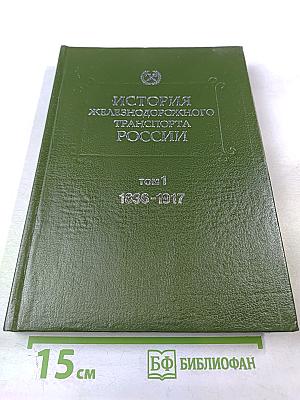 ИСТОРИЯ
ЖЕЛЕЗНОДОРОЖНОГО
ТРАНСПОРТА
РОССИИ
ТОМ 1
1836-1917
15 см
БФ БИБЛИОФАН